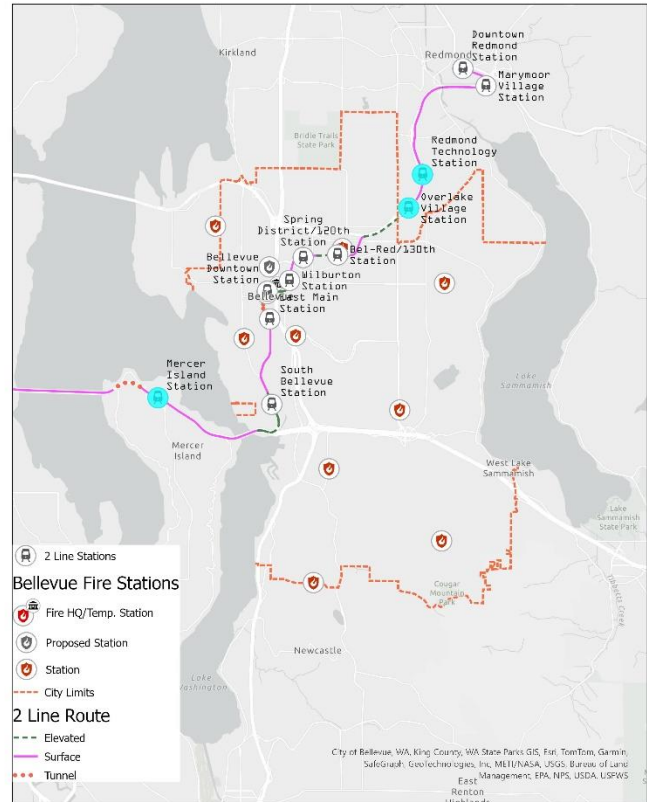 Kirkland
Downtown
Redmond
Station
Redmond
Marymoor
Village
Station
Bridle Trails
State Park
Redmond
Technology
Station
Overlake
Village
Station
Spring
District/120th
Station
Bel-Red/130th
Station
Bellevue
Downtown
Station
Wilburton
Station
Bellevue
East Main
Station
Mercer
Island
Station
South
Bellevue
Station
Lake
Sammamish
Mercer
Island
West Lake
Sammamish
Lake
Sammamish
State Park
Cougar
Mountain
Park
Tibbetts Creek
Newcastle
Lake
Washington
2 Line Stations
Bellevue Fire Stations
Fire HQ/Temp. Station
Proposed Station
Station
City Limits
2 Line Route
Elevated
Surface
Tunnel
City of Bellevue, WA, King County, WA State Parks GIS, Esri, TomTom, Garmin,
SafeGraph, GeoTechnologies, Inc, METI/NASA, USGS, Bureau of Land
Management, EPA, NPS, USDA, USFWS
East
Renton
Highlands